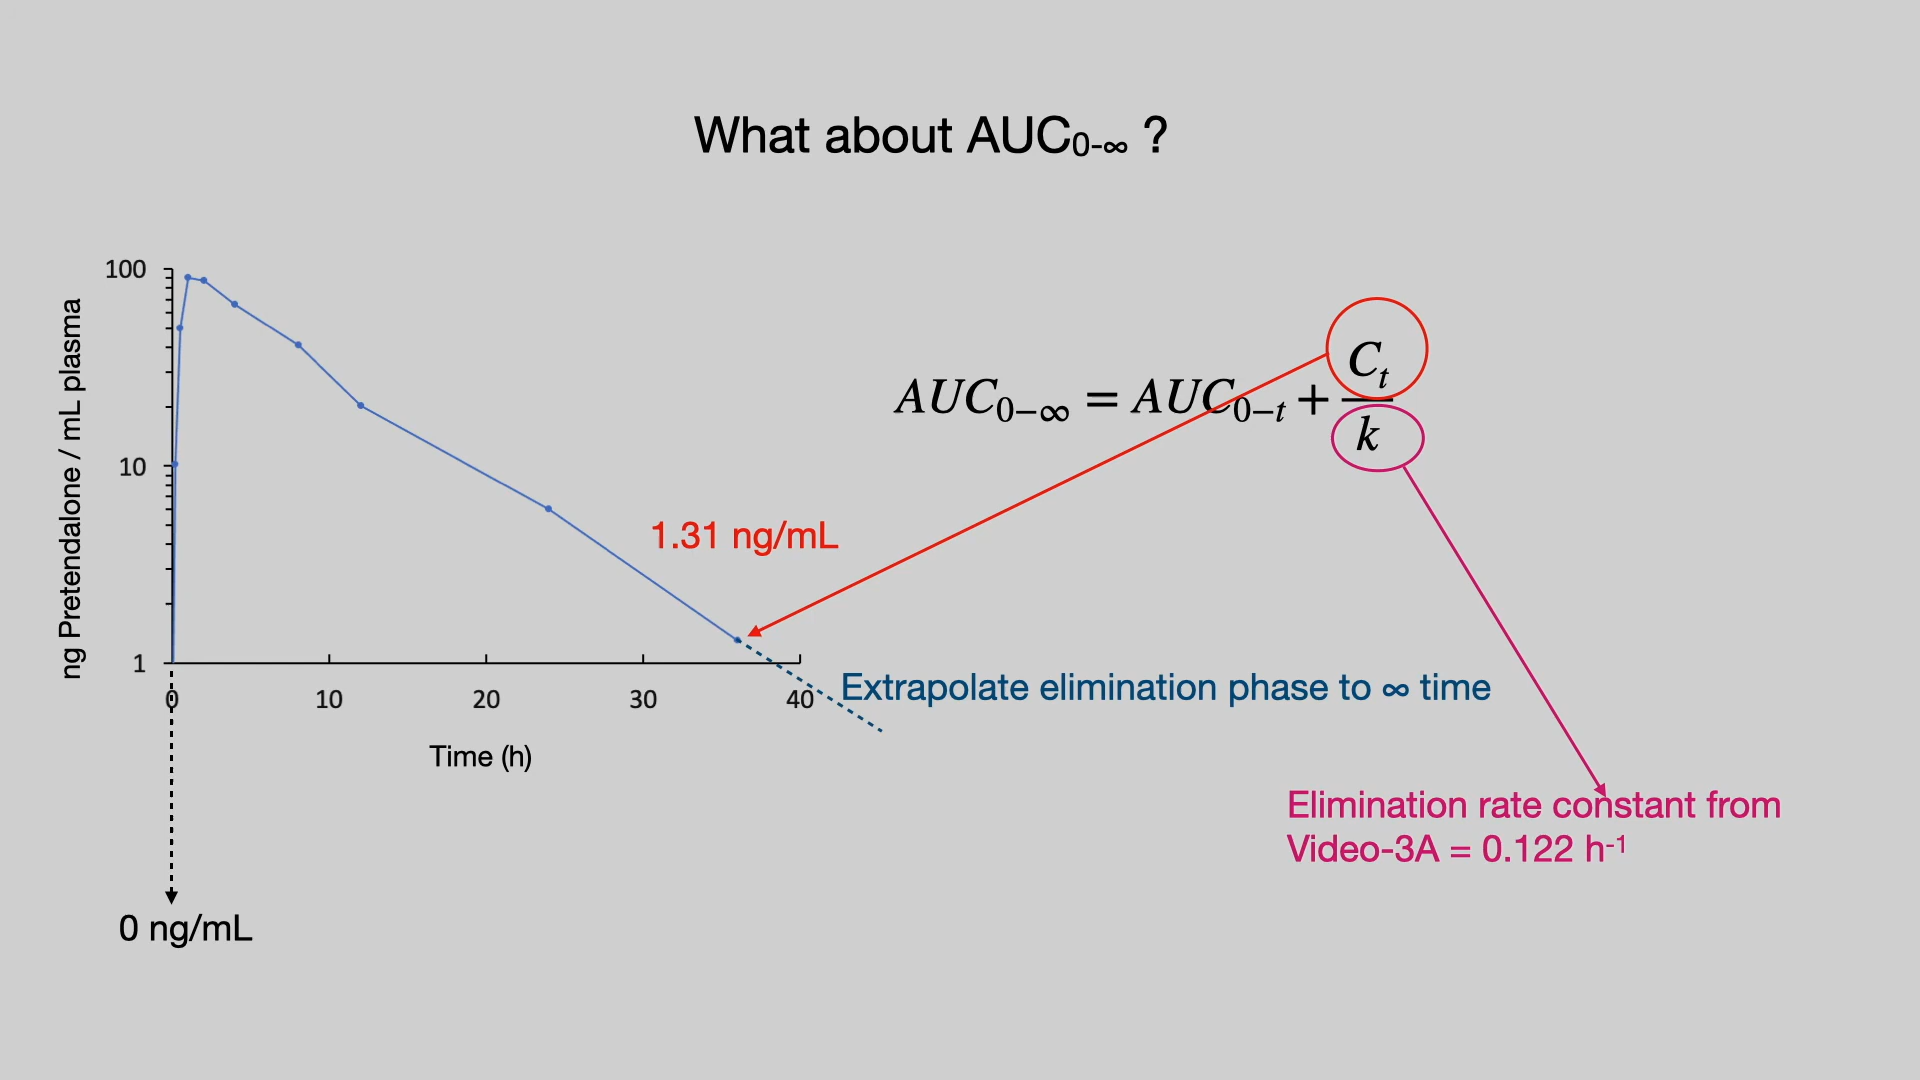 What about AUC0-∞ ?
100
10
1
ng Pretendalone / mL plasma
0
10
20
30
40
Time (h)
0 ng/mL
1.31 ng/mL
AUC0−∞ = AUC0−t + Ct
k
Extrapolate elimination phase to ∞ time
Elimination rate constant from
Video-3A = 0.122 h-1